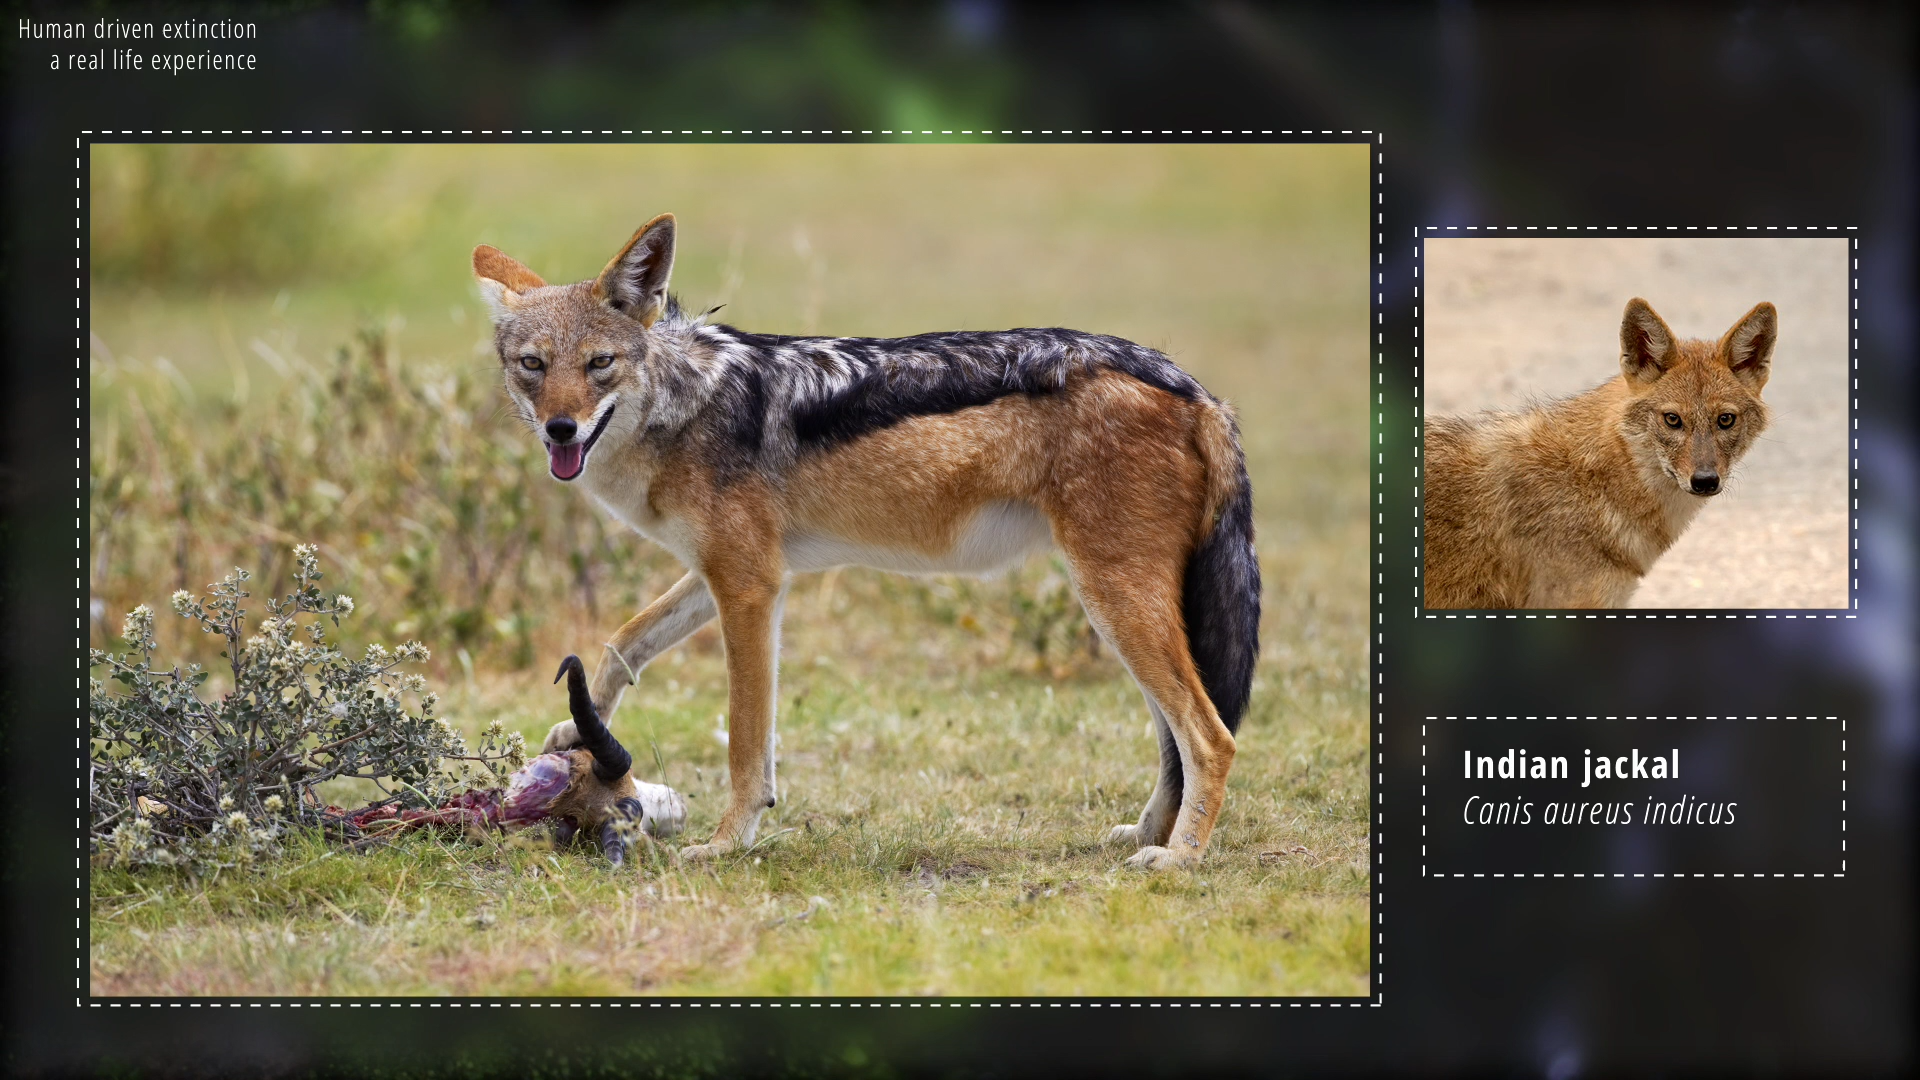 Human driven extinction
a real life experience
Indian jackal
Canis aureus indicus